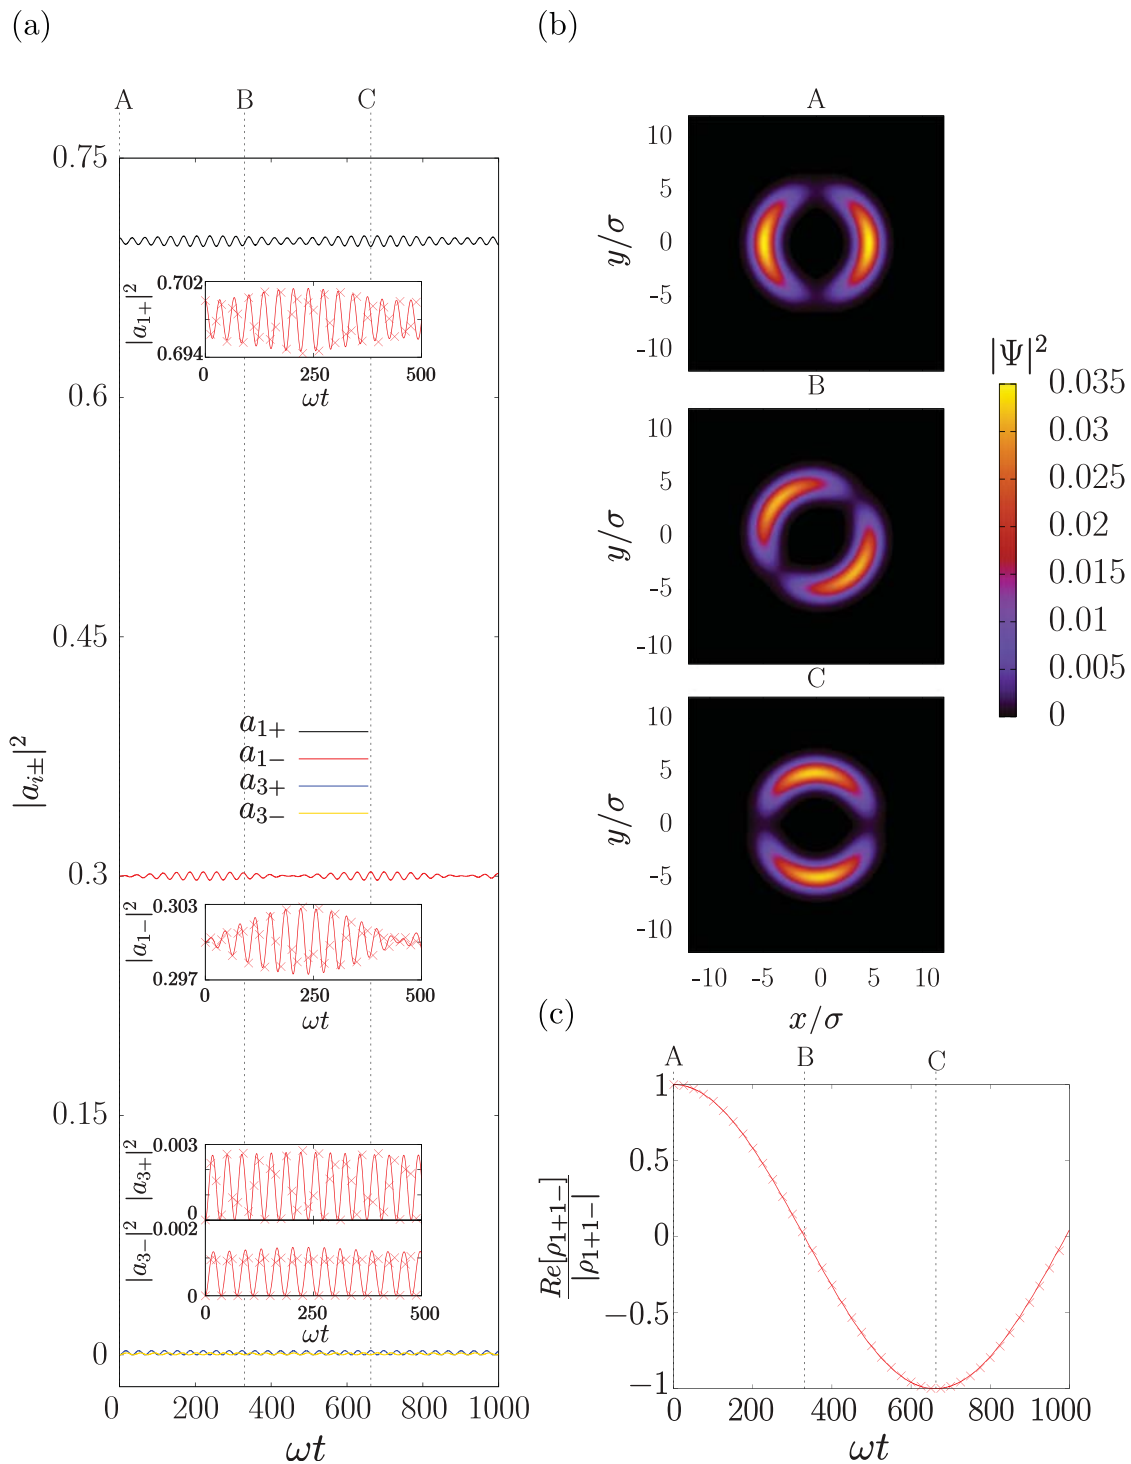 (a)
A B C
0.75
0.6
0.45
0.3
0.15
0
|a_{i±}|^2
0 200 400 600 800 1000
ωt
|a_{1+}|^2
0.702
0.694
0 250 500
ωt
a_{1+}
a_{1−}
a_{3+}
a_{3−}
|a_{1−}|^2
0.303
0.297
0 250 500
ωt
|a_{3+}|^2
0.003
0
|a_{3−}|^2
0.002
0
0 250 500
ωt
(b)
A
10
5
0
-5
-10
y/σ
B
10
5
0
-5
-10
y/σ
C
10
5
0
-5
-10
y/σ
-10 -5 0 5 10
x/σ
|Ψ|^2
0.035
0.03
0.025
0.02
0.015
0.01
0.005
0
(c)
A B C
1
0.5
0
−0.5
−1
Re[ρ_{1+1−}]
|ρ_{1+1−}|
0 200 400 600 800 1000
ωt